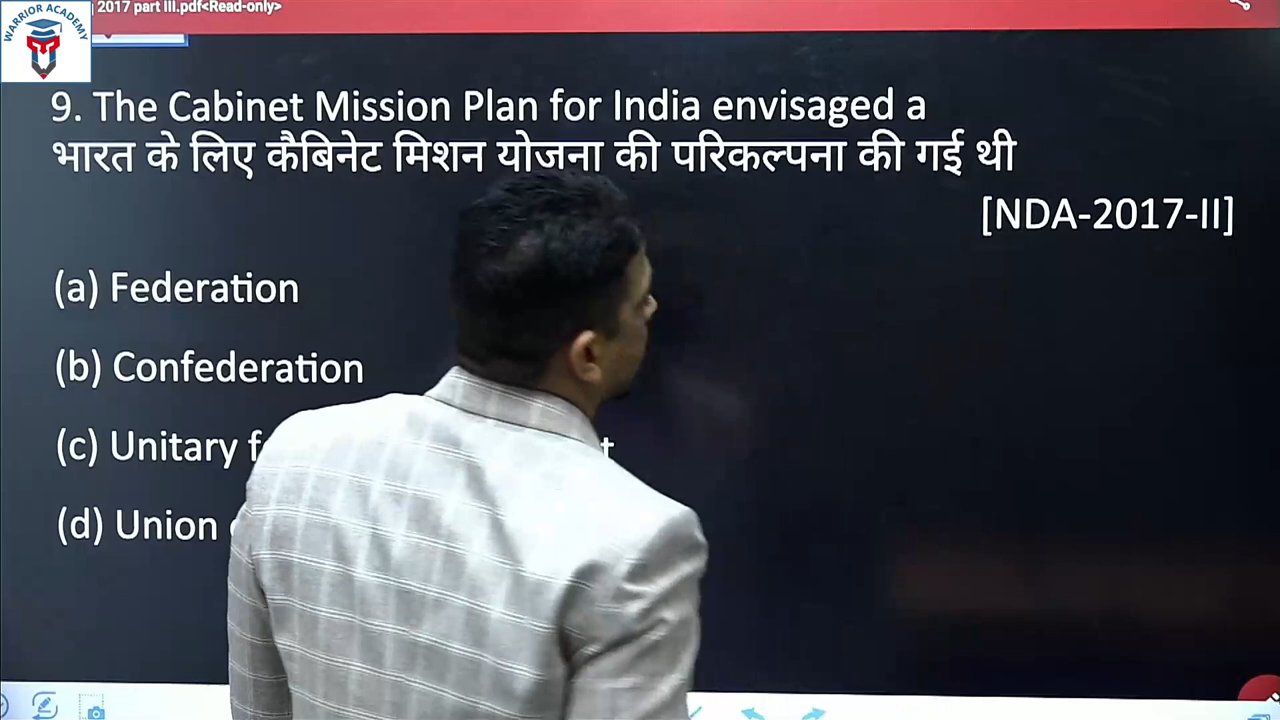 2017 part III.pdf<Read-only>
WARRIOR ACADEMY
9. The Cabinet Mission Plan for India envisaged a
भारत के लिए कैबिनेट मिशन योजना की परिकल्पना की गई थी
[NDA-2017-II]
(a) Federation
(b) Confederation
(c) Unitary
(d) Union